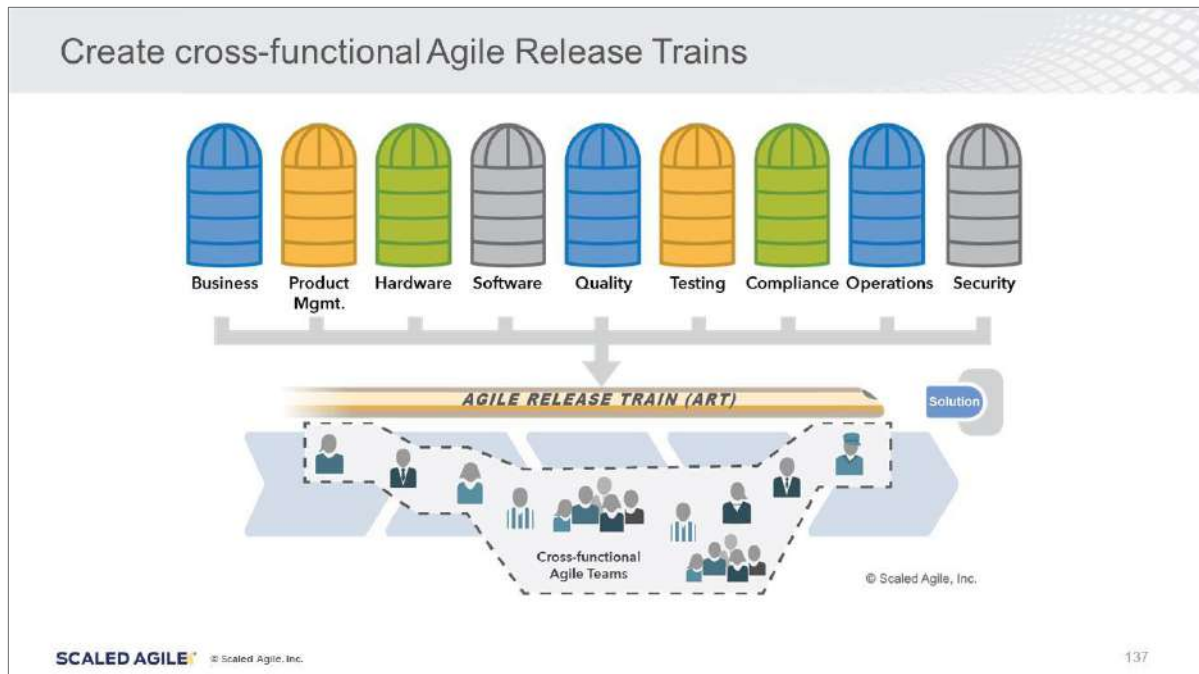 Create cross-functional Agile Release Trains
Business
Product
Mgmt.
Hardware
Software
Quality
Testing
Compliance
Operations
Security
AGILE RELEASE TRAIN (ART)
Solution
Cross-functional
Agile Teams
© Scaled Agile, Inc.
SCALED AGILE
© Scaled Agile, Inc.
137